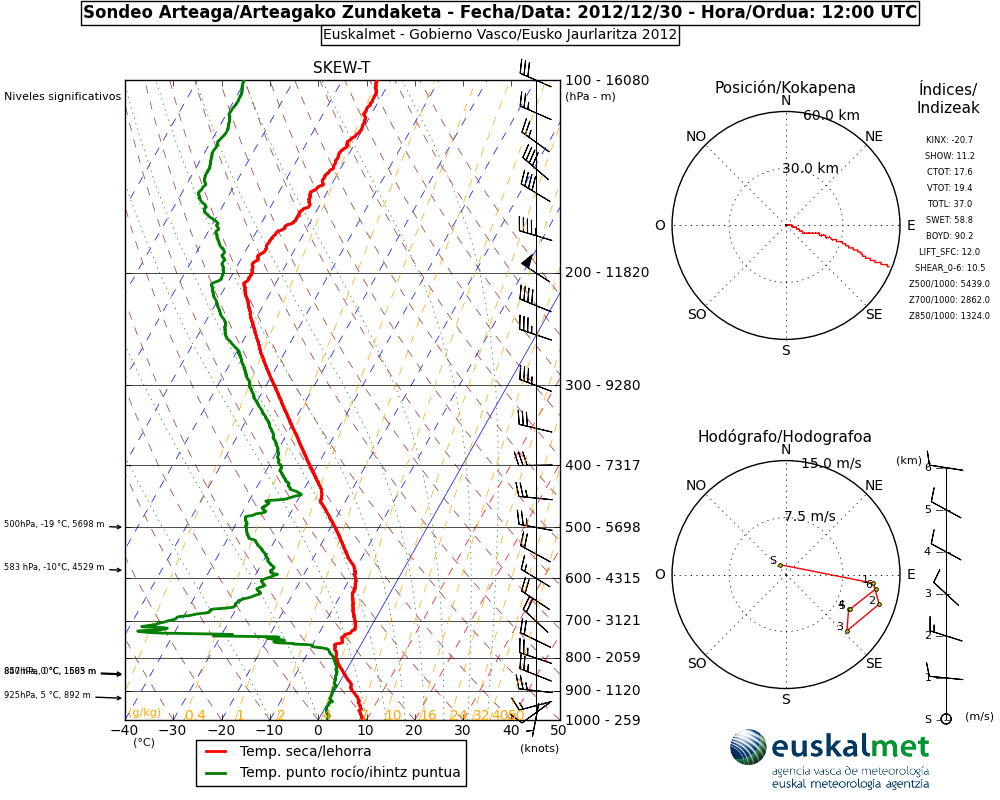 Sondeo Arteaga/Arteagako Zundaketa - Fecha/Data: 2012/12/30 - Hora/Ordua: 12:00 UTC
Euskalmet - Gobierno Vasco/Eusko Jaurlaritza 2012
SKEW-T
Niveles significativos
500hPa, -19 °C, 5698 m
583 hPa, -10°C, 4529 m
925hPa, 5 °C, 892 m
100 - 16080
(hPa - m)
200 - 11820
300 - 9280
400 - 7317
500 - 5698
600 - 4315
700 - 3121
800 - 2059
900 - 1120
1000 - 259
(g/kg) 0.4 1 2 4 7 10 16 24 32 40 50
−40 −30 −20 −10 0 10 20 30 40 50
(°C)
(knots)
Temp. seca/lehorra
Temp. punto rocío/ihintz puntua
Posición/Kokapena
N
60.0 km
NO
NE
30.0 km
O
E
SO
SE
S
Índices/
Indizeak
KINX: -20.7
SHOW: 11.2
CTOT: 17.6
VTOT: 19.4
TOTL: 37.0
SWET: 58.8
BOYD: 90.2
LIFT_SFC: 12.0
SHEAR_0-6: 10.5
Z500/1000: 5439.0
Z700/1000: 2862.0
Z850/1000: 1324.0
Hodógrafo/Hodografoa
N
15.0 m/s
NO
NE
7.5 m/s
S
O
E
1
6
2
3
SO
SE
S
(km)
6
5
4
3
2
1
S
(m/s)
euskalmet
agencia vasca de meteorología
euskal meteorologia agentzia